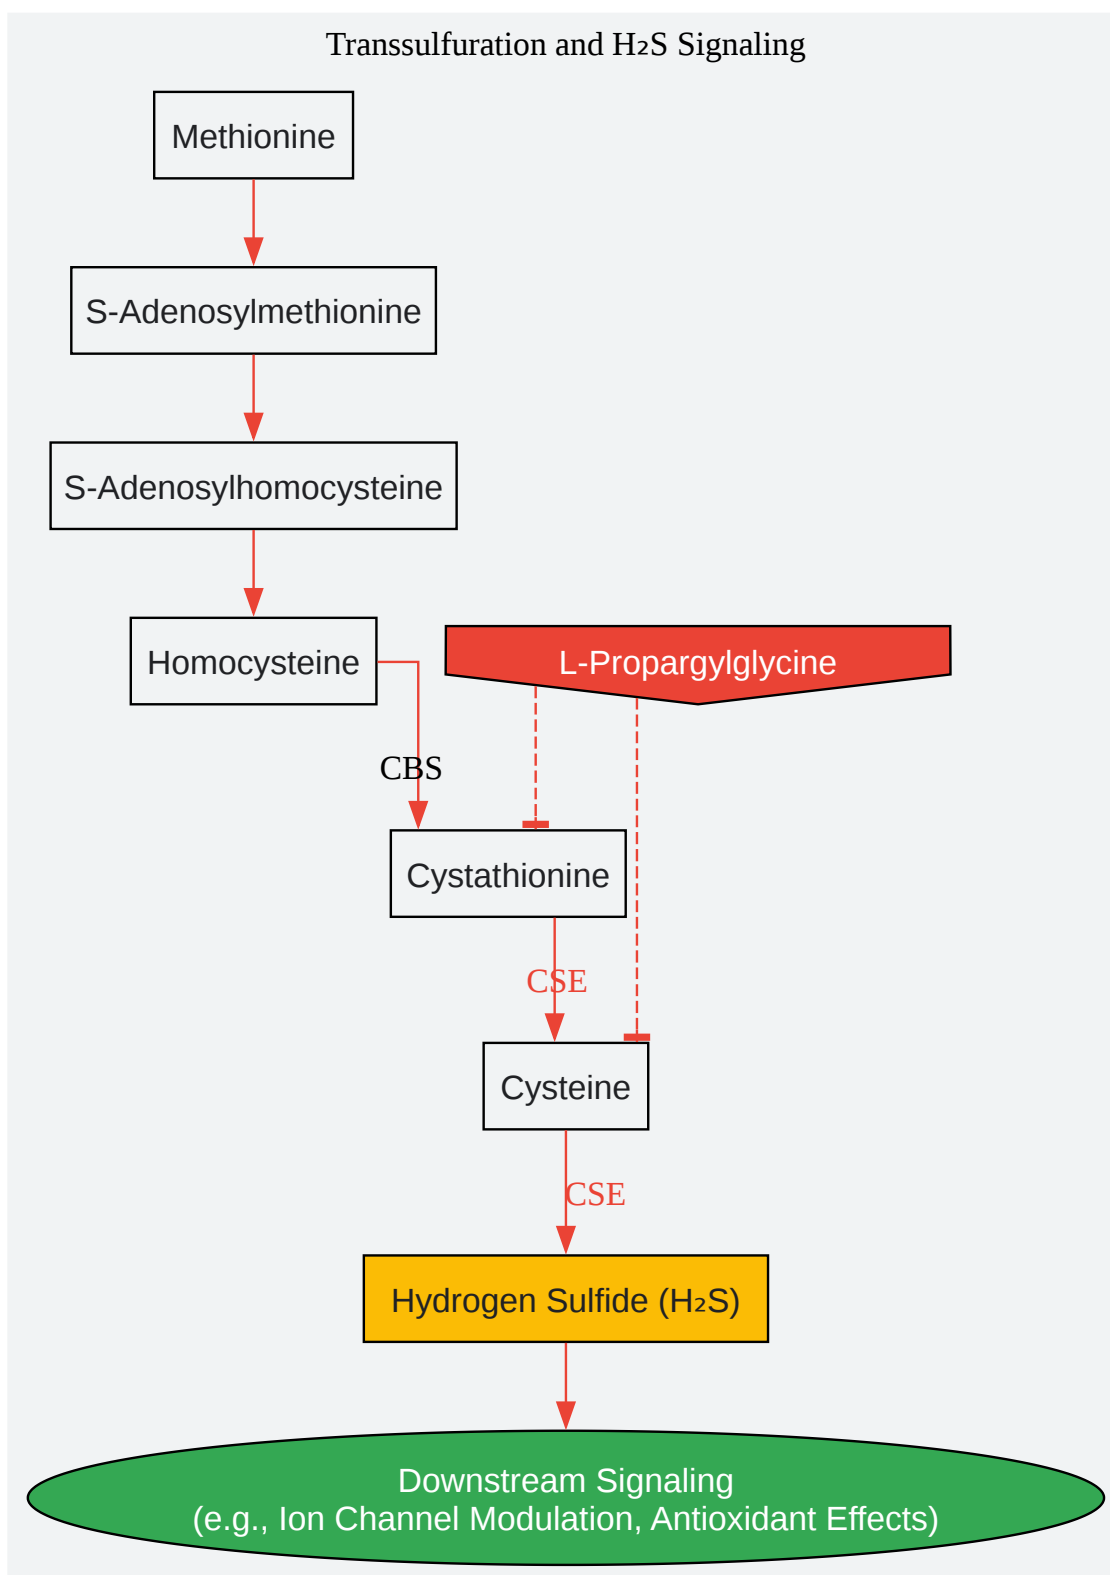 Transsulfuration and H₂S Signaling
Methionine
S-Adenosylmethionine
S-Adenosylhomocysteine
Homocysteine
L-Propargylglycine
CBS
Cystathionine
CSE
Cysteine
CSE
Hydrogen Sulfide (H₂S)
Downstream Signaling
(e.g., Ion Channel Modulation, Antioxidant Effects)